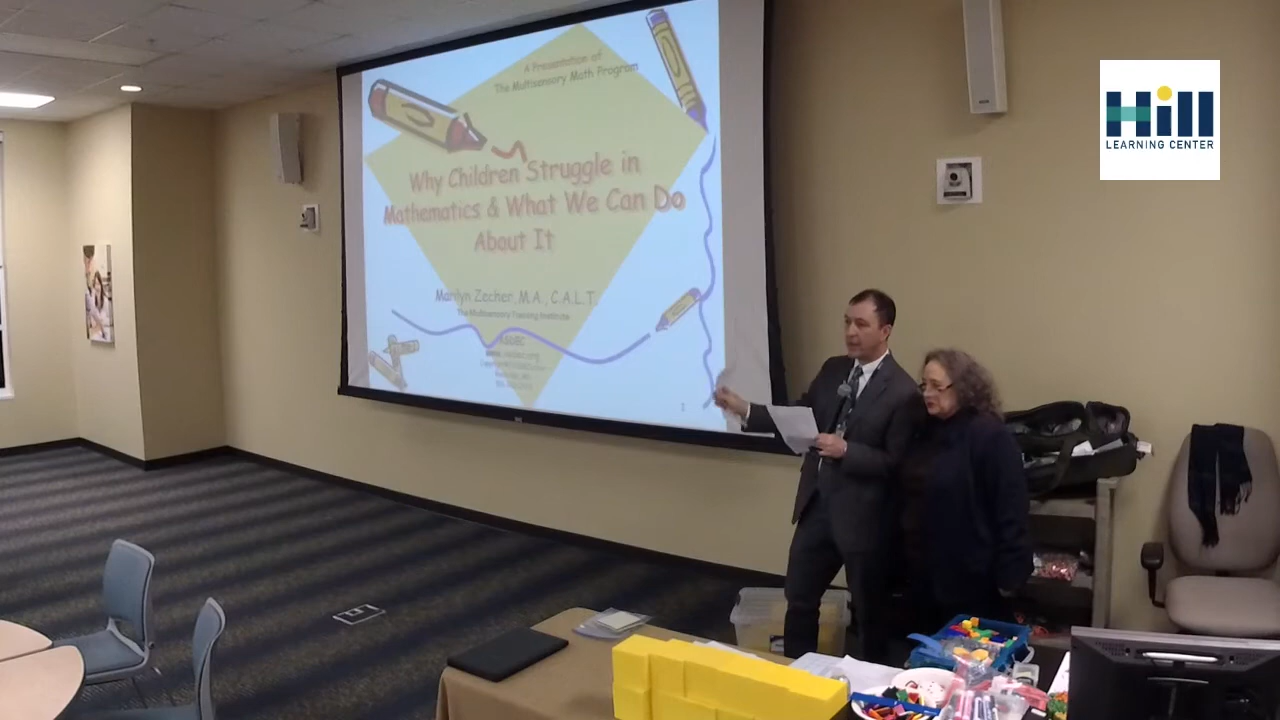 A Presentation of
The Multisensory Math Program
Why Children Struggle in
Mathematics & What We Can Do
About It
Marilyn Zecher, M.A., C.A.L.T.
The Multisensory Training Institute
Hill
LEARNING CENTER